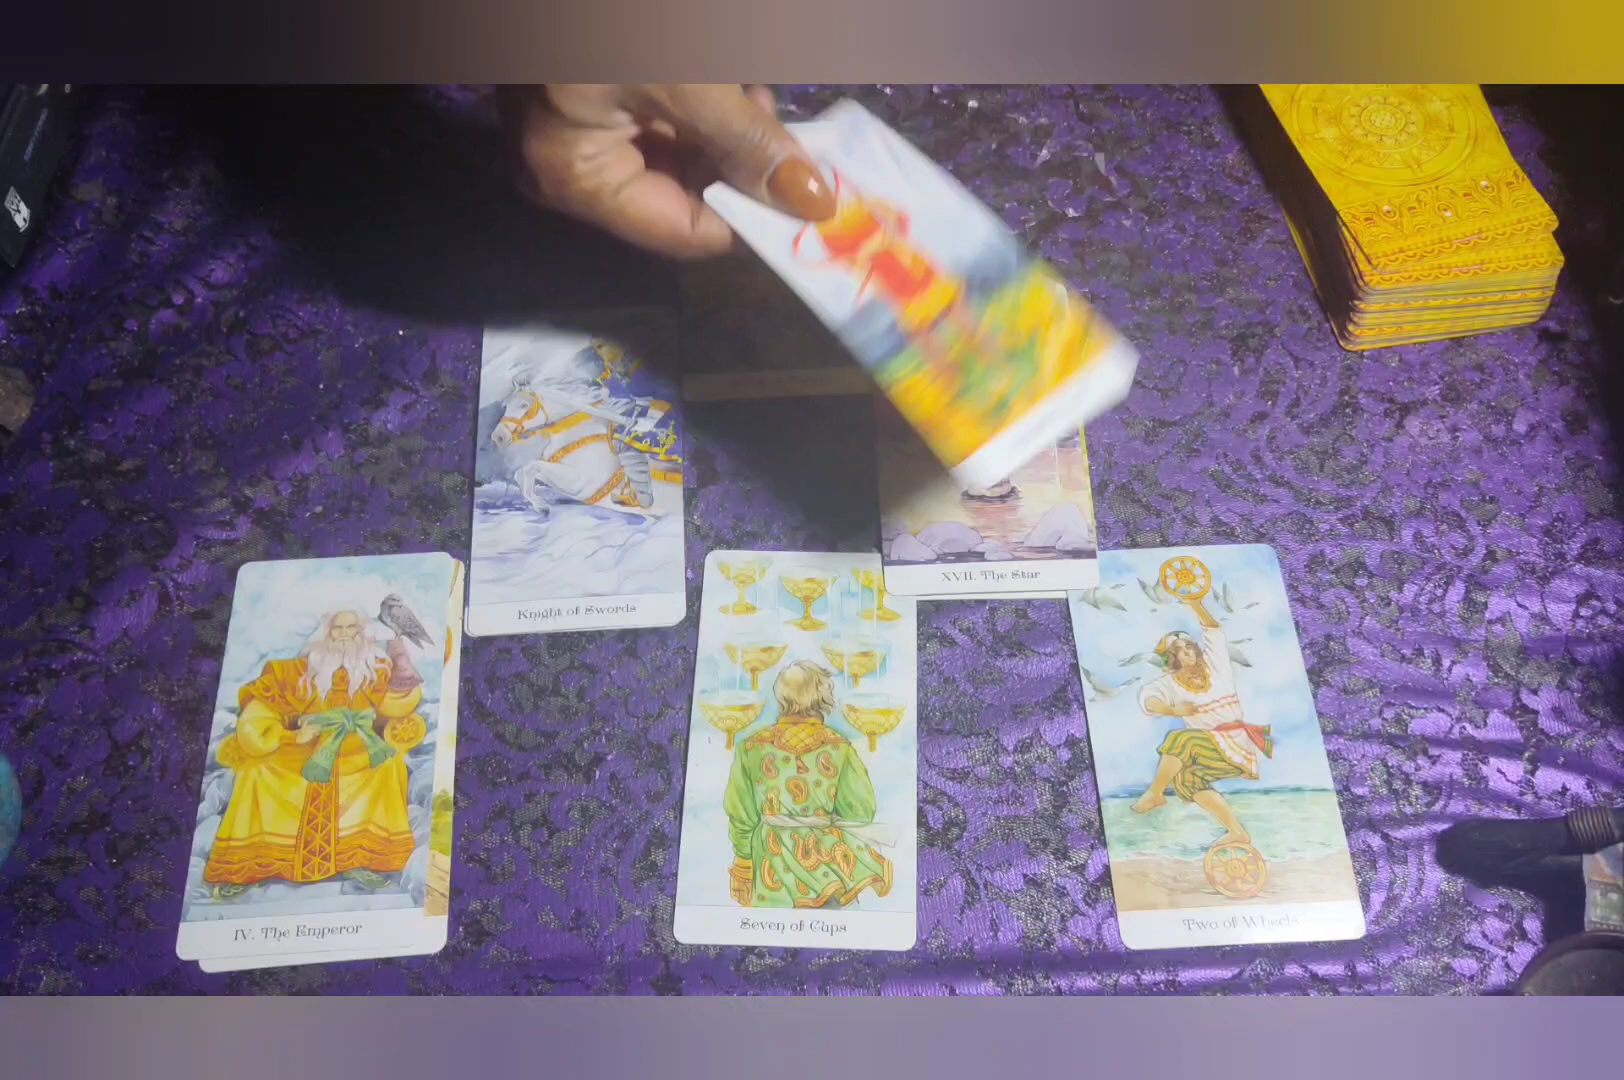 Knight of Swords
XVII. The Star
IV. The Emperor
Seven of Cups
Two of Wheels